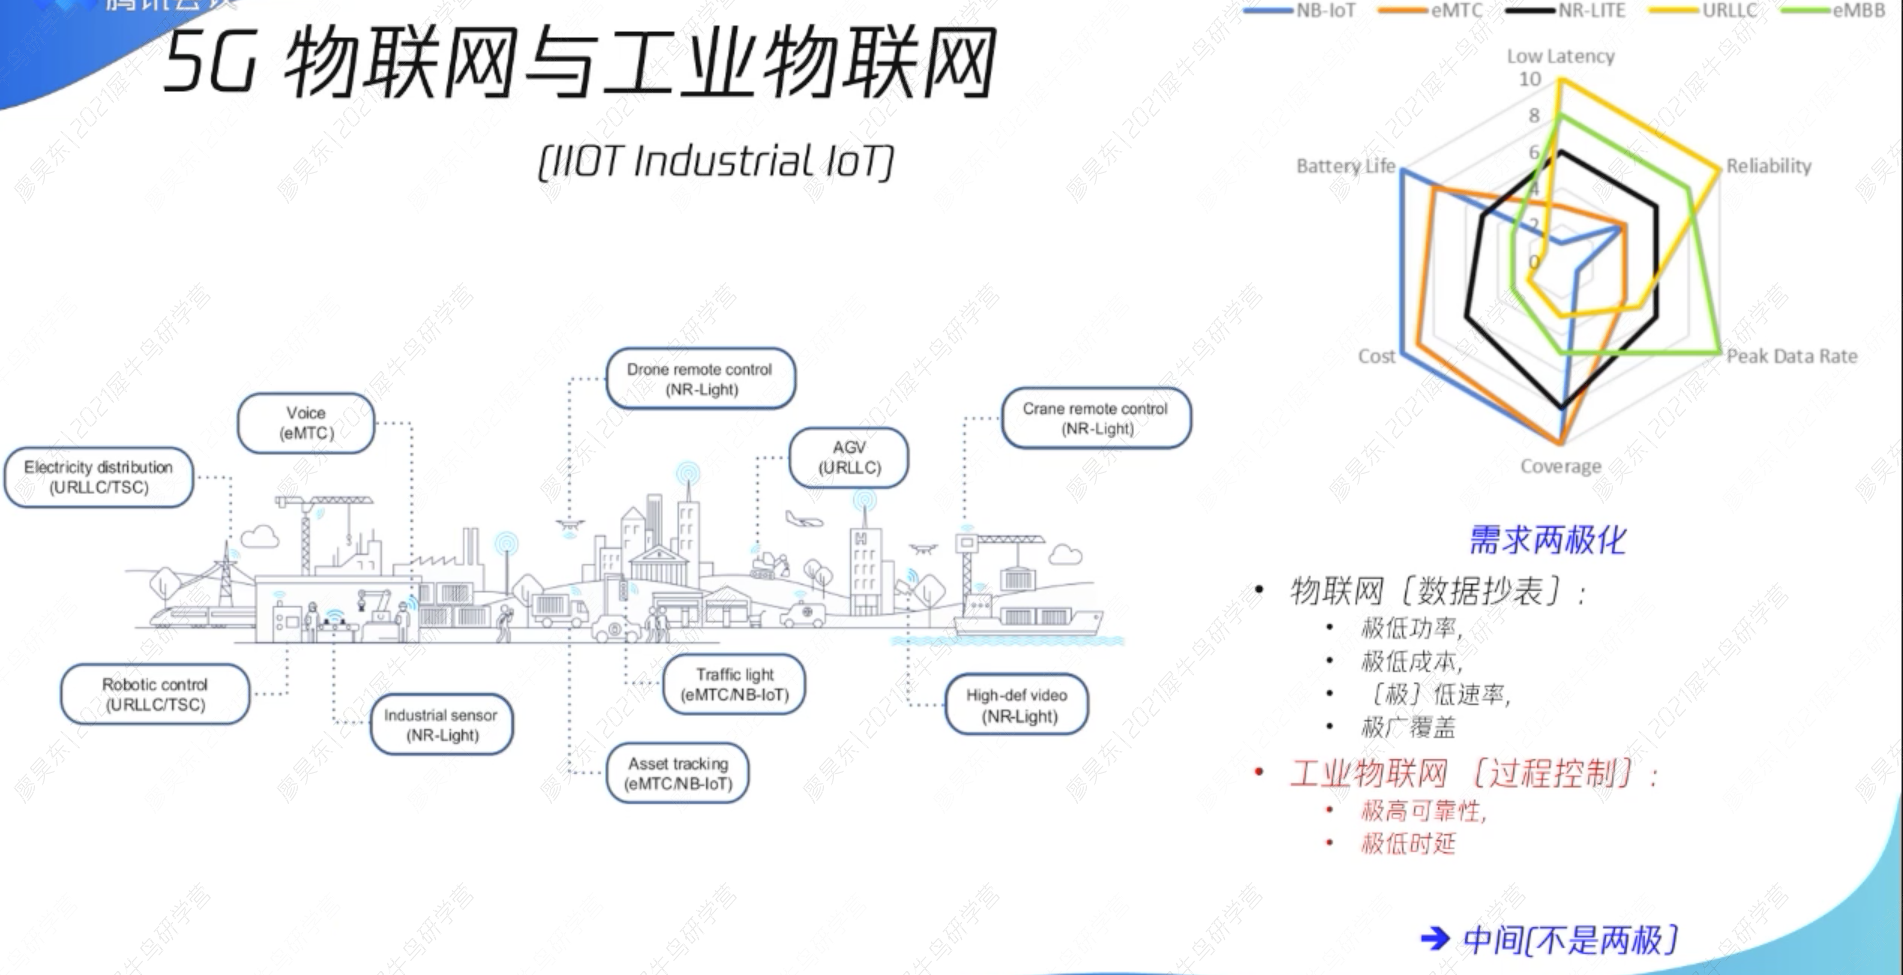 腾讯会议
5G 物联网与工业物联网
(IIOT Industrial IoT)
NB-IoT eMTC NR-LITE URLLC eMBB
Low Latency
10
8
6
4
2
0
Battery Life
Reliability
Cost
Peak Data Rate
Coverage
Drone remote control
(NR-Light)
Voice
(eMTC)
Crane remote control
(NR-Light)
AGV
(URLLC)
Electricity distribution
(URLLC/TSC)
H
Robotic control
(URLLC/TSC)
Industrial sensor
(NR-Light)
Traffic light
(eMTC/NB-IoT)
High-def video
(NR-Light)
Asset tracking
(eMTC/NB-IoT)
需求两极化
• 物联网〔数据抄表〕:
• 极低功率,
• 极低成本,
• 〔极〕低速率,
• 极广覆盖
• 工业物联网 〔过程控制〕:
• 极高可靠性,
• 极低时延
➔ 中间〔不是两极〕
廖昊东|2021犀牛鸟研学营